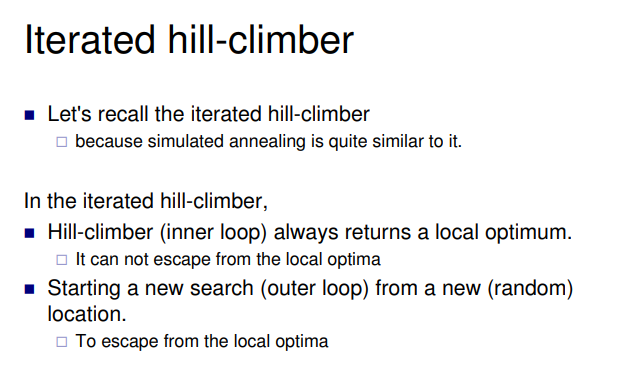 Iterated hill-climber
Let's recall the iterated hill-climber
because simulated annealing is quite similar to it.
In the iterated hill-climber,
Hill-climber (inner loop) always returns a local optimum.
It can not escape from the local optima
Starting a new search (outer loop) from a new (random)
location.
To escape from the local optima